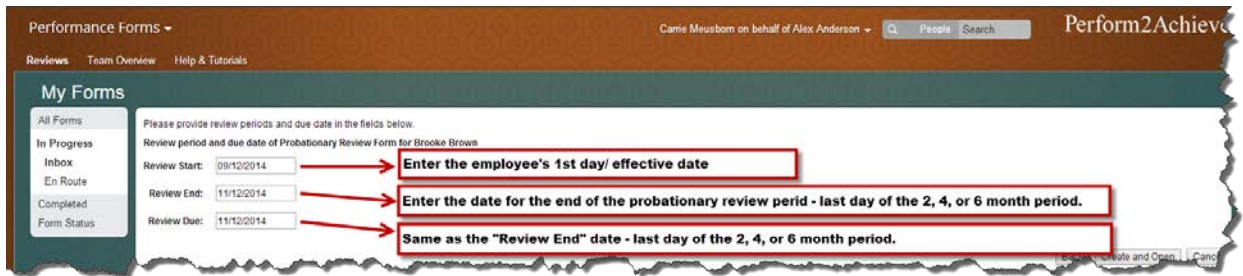 Performance Forms
Carrie Meusborn on behalf of Alex Anderson
People Search
Perform2Achieve
Reviews Team Overview Help & Tutorials
My Forms
All Forms
In Progress
Inbox
En Route
Completed
Form Status
Please provide review periods and due date in the fields below.
Review period and due date of Probationary Review Form for Brooke Brown
Review Start: 09/12/2014
Enter the employee's 1st day/ effective date
Review End: 11/12/2014
Enter the date for the end of the probationary review perid - last day of the 2, 4, or 6 month period.
Review Due: 11/12/2014
Same as the "Review End" date - last day of the 2, 4, or 6 month period.
Create and Open